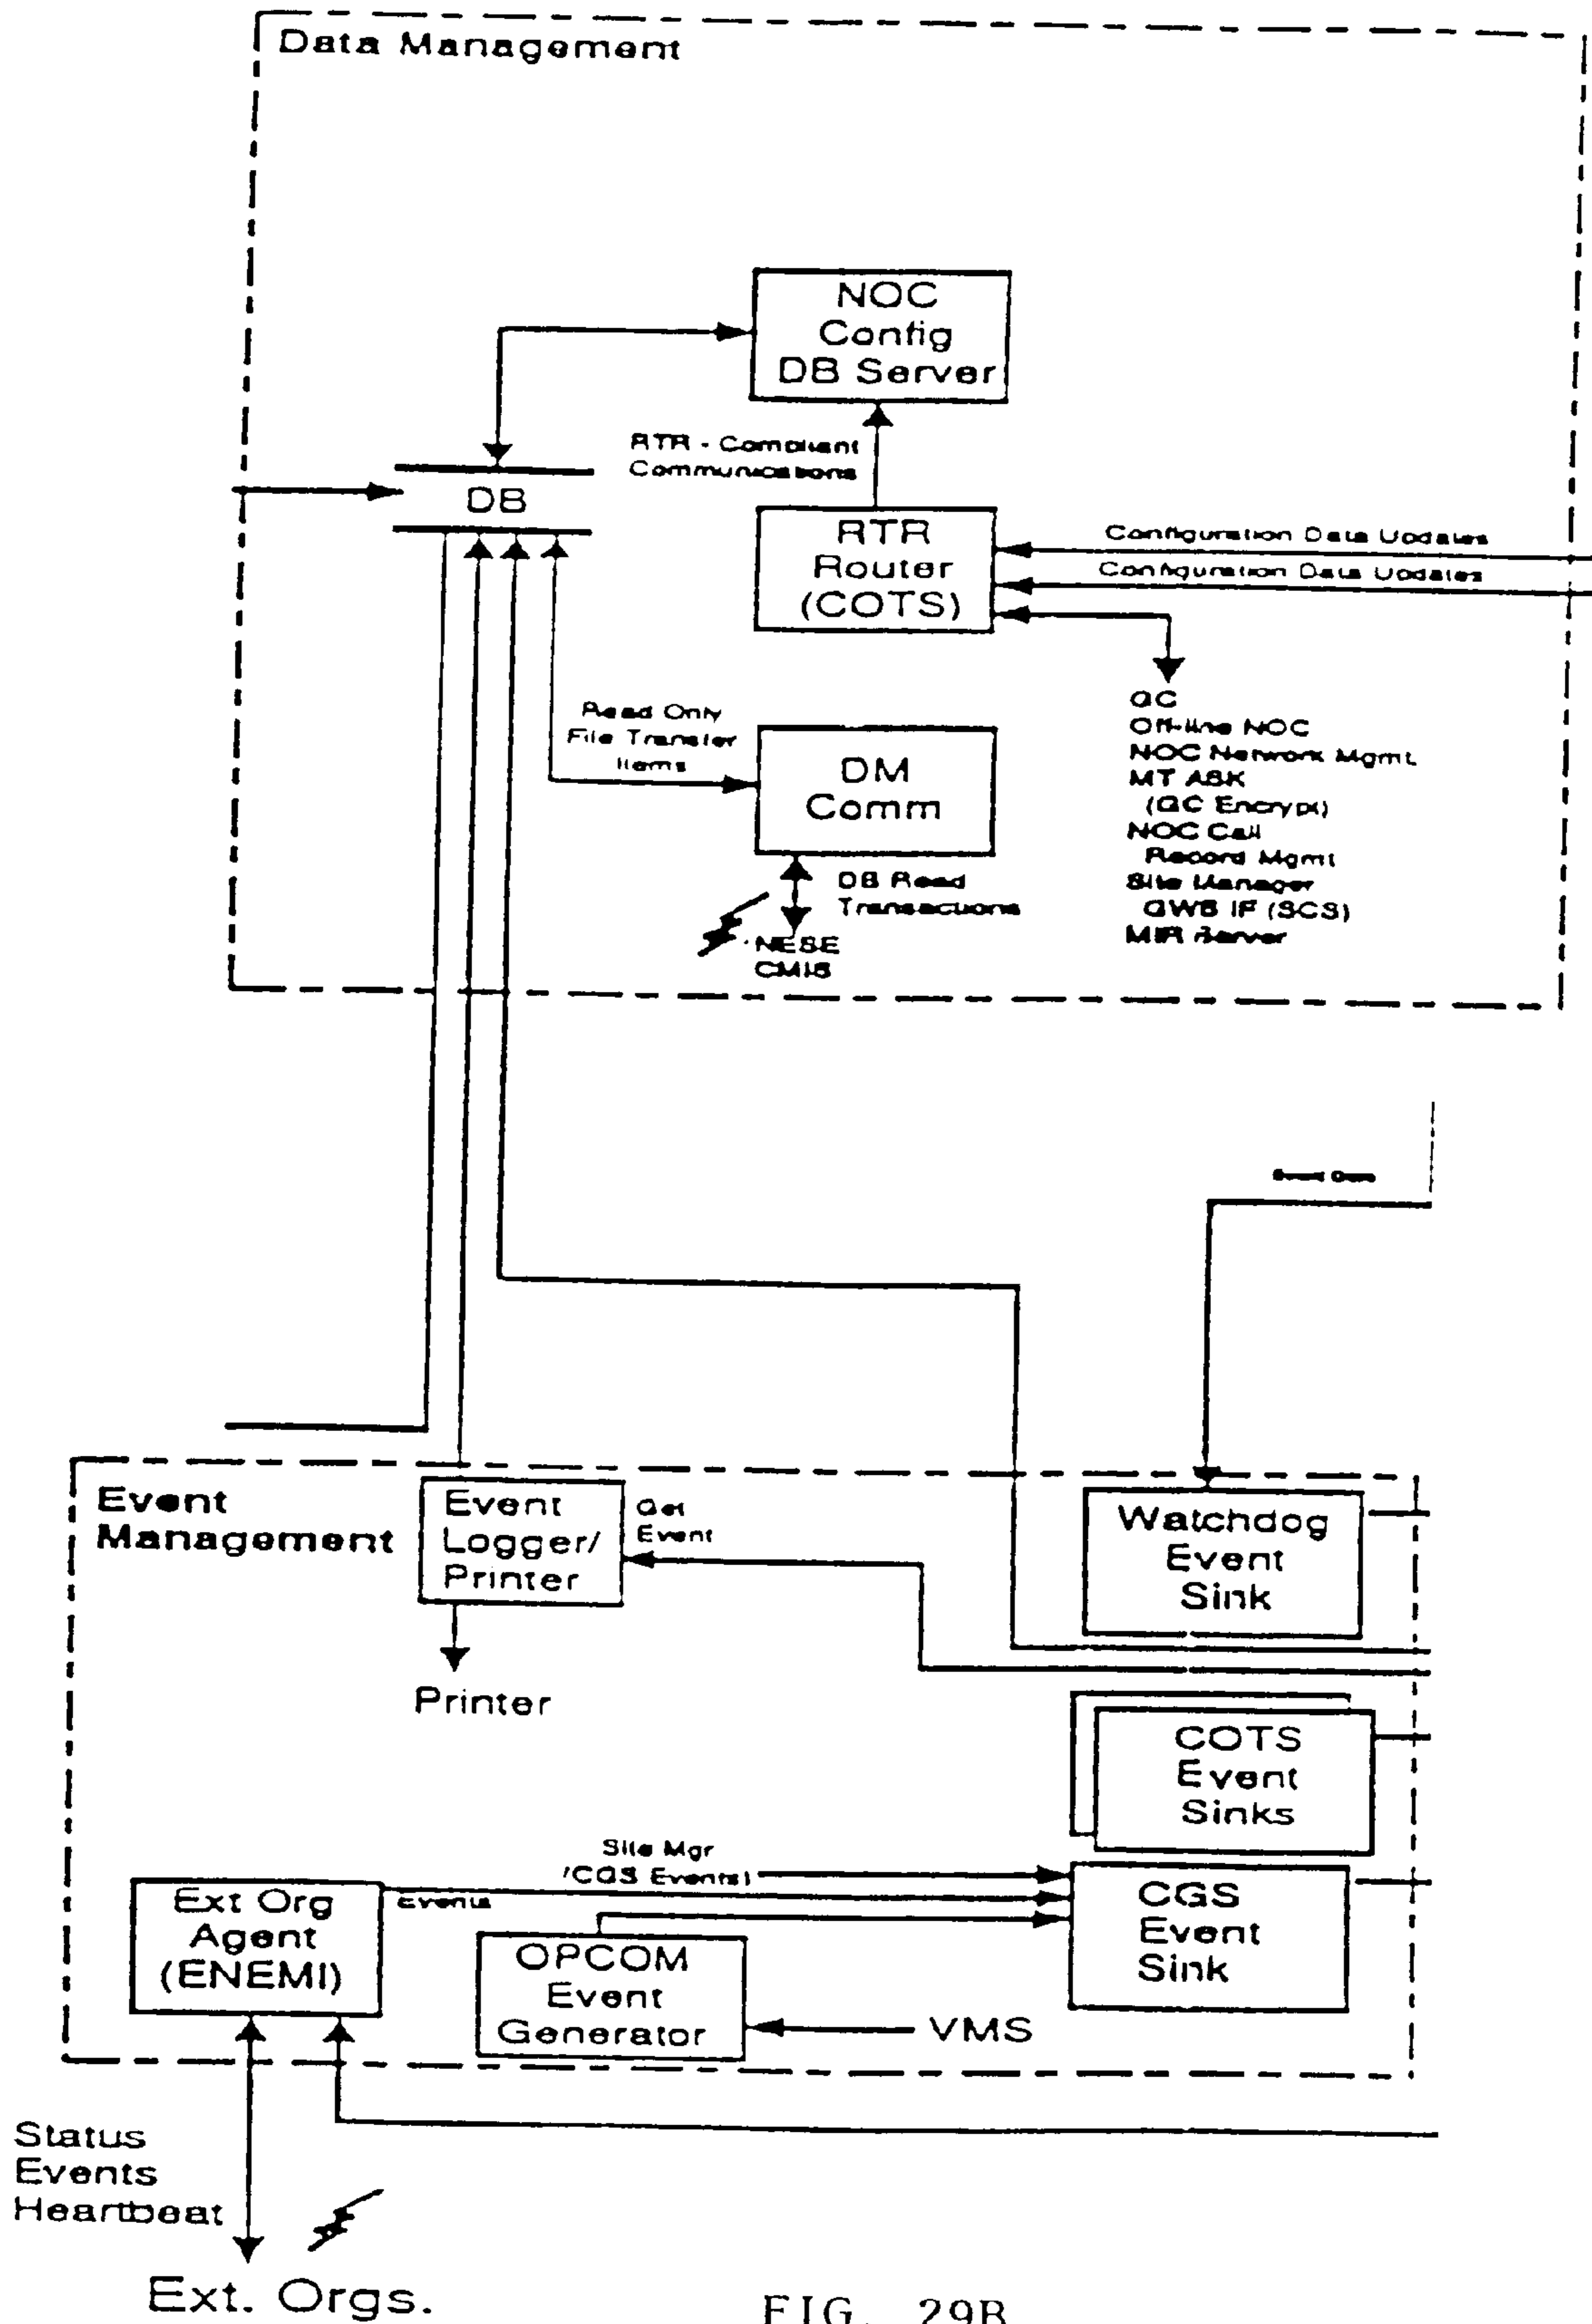 Data Management
NOC
Config
DB Server
RTR - Compliant
Communications
DB
RTR
Router
(COTS)
Configuration Data Updates
Configuration Data Updates
Read Only
File Transfer
Items
DM
Comm
GC
Off-line NOC
NOC Network Mgmt.
MT ASK
(GC Encrypt)
NOC Call
Record Mgmt
Site Manager
GWS IF (SCS)
MIR Server
DB Read
Transactions
NESE
CMIS
Event
Management
Event
Logger/
Printer
Get
Event
Printer
Watchdog
Event
Sink
COTS
Event
Sinks
Site Mgr
(CGS Events)
Events
Ext Org
Agent
(ENEMI)
OPCOM
Event
Generator
CGS
Event
Sink
VMS
Status
Events
Heartbeat
Ext. Orgs.
FIG. 29B